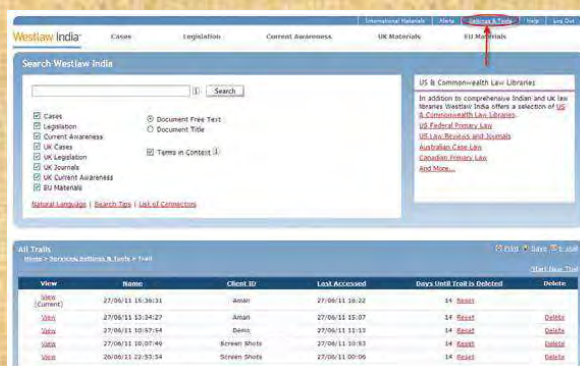 International Materials | Alerts | Settings & Tools | Help | Log Out
Westlaw India
Cases Legislation Current Awareness UK Materials EU Materials
Search Westlaw India
Search
Cases
Legislation
Current Awareness
UK Cases
UK Legislation
UK Journals
UK Current Awareness
EU Materials
Document Free Text
Document Title
Terms in Context
Natural Language | Search Tips | List of Connectors
US & Commonwealth Law Libraries
In addition to comprehensive Indian and UK law
libraries Westlaw India offers a selection of US
& Commonwealth Law Libraries.
US Federal Primary Law
US Law Reviews and Journals
Australian Case Law
Canadian Primary Law
And More...
All Trails
Print Save E-mail
Home > Services, Settings & Tools > Trail
Start New Trail
View Name Client ID Last Accessed Days Until Trail is Deleted Delete
View 27/06/11 15:36:31 Aman 27/06/11 16:22 14 Reset
(Current)
View 27/06/11 13:34:27 Aman 27/06/11 15:07 14 Reset Delete
View 27/06/11 10:57:54 Demo 27/06/11 11:13 14 Reset Delete
View 27/06/11 10:07:40 Screen Shots 27/06/11 10:53 14 Reset Delete
View 26/06/11 22:53:54 Screen Shots 27/06/11 00:06 14 Reset Delete